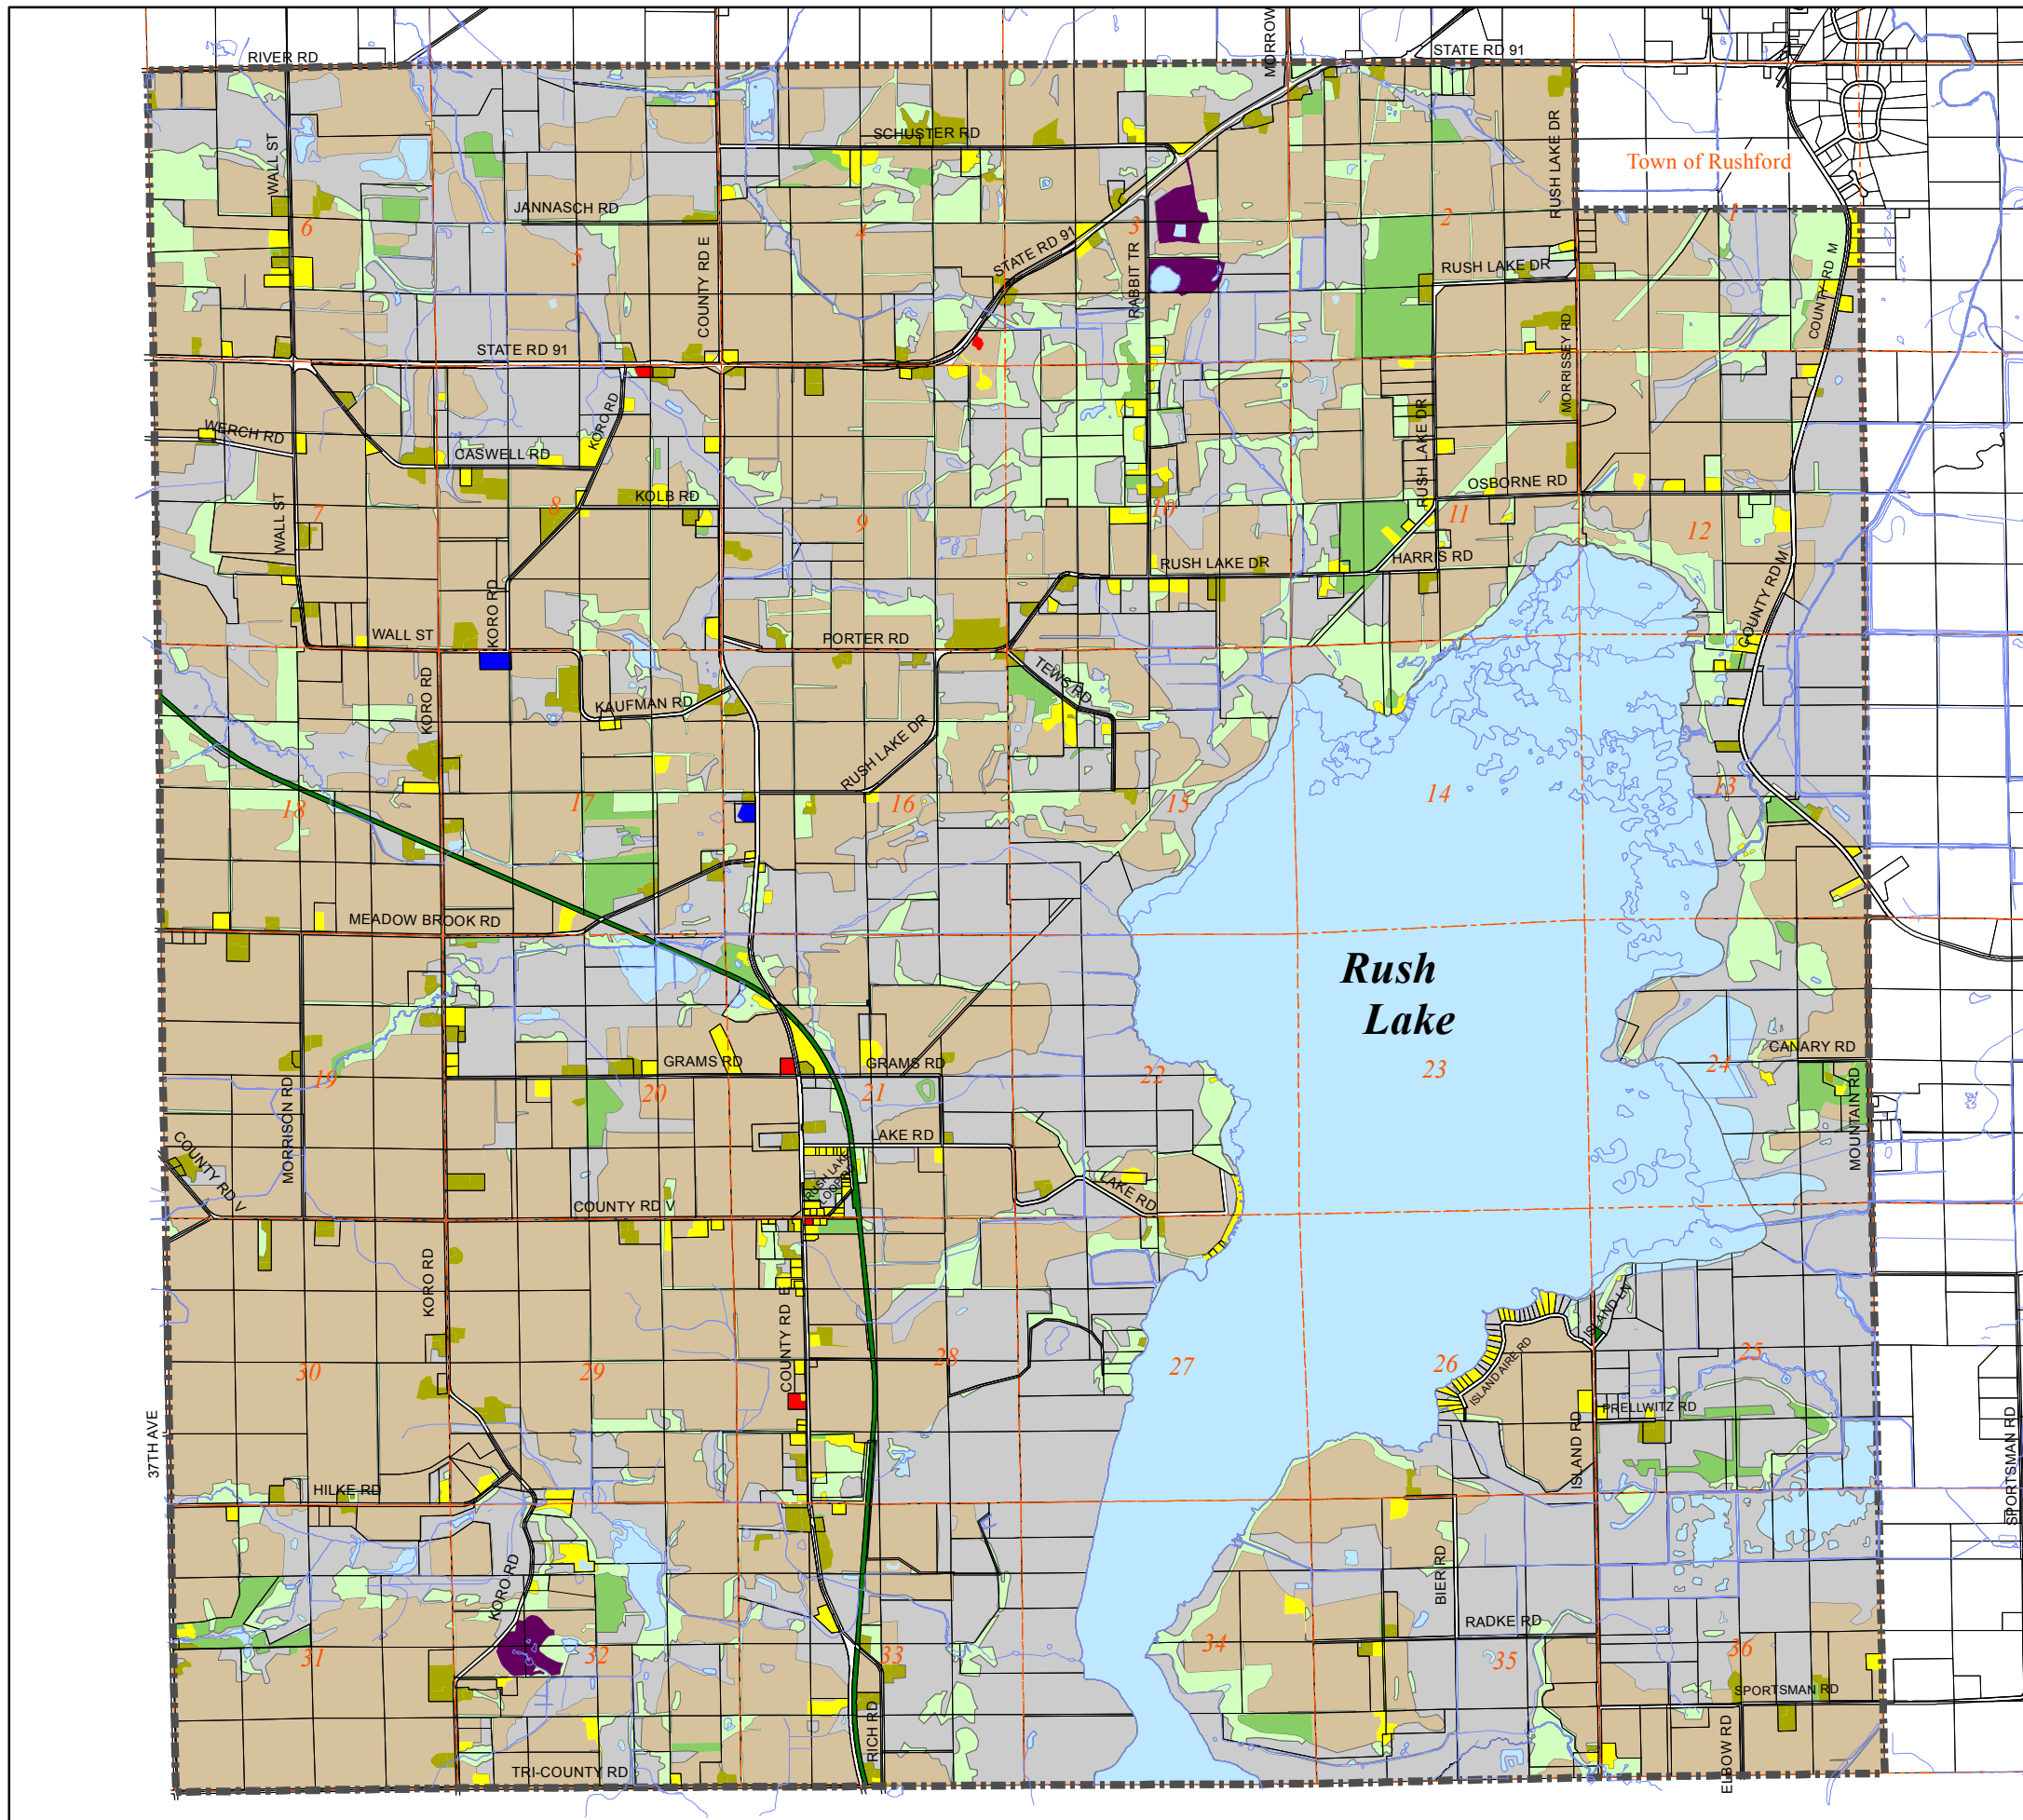 STATE RD 91
RIVER RD
MORROW
SCHUSTER RD
WALL ST
RUSH LAKE DR
Town of Rushford
JANNASCH RD
6
5
4
3
2
1
COUNTY RD E
STATE RD 91
RABBIT TR
RUSH LAKE DR
COUNTY RD M
STATE RD 91
MORRISSEY RD
WERCH RD
KORO RD
CASWELL RD
RUSH LAKE DR
KOLB RD
OSBORNE RD
WALL ST
7
8
9
10
11
12
RUSH LAKE DR
HARRIS RD
KORO RD
COUNTY RD M
WALL ST
PORTER RD
TEWS RD
KORO RD
KAUFMAN RD
RUSH LAKE DR
18
17
16
15
14
13
MEADOW BROOK RD
Rush
Lake
CANARY RD
GRAMS RD
GRAMS RD
19
20
21
22
23
24
MORRISON RD
MOUNTAIN RD
LAKE RD
COUNTY RD V
RUSH LAKE
LOOP RD
LAKE RD
COUNTY RD V
KORO RD
COUNTY RD E
ISLAND LN
30
29
28
27
26
25
ISLAND AIRE RD
PRELLWITZ RD
37TH AVE
ISLAND RD
SPORTSMAN RD
HILKE RD
KORO RD
BIER RD
RADKE RD
31
32
33
34
35
36
SPORTSMAN RD
RICH RD
ELBOW RD
TRI-COUNTY RD